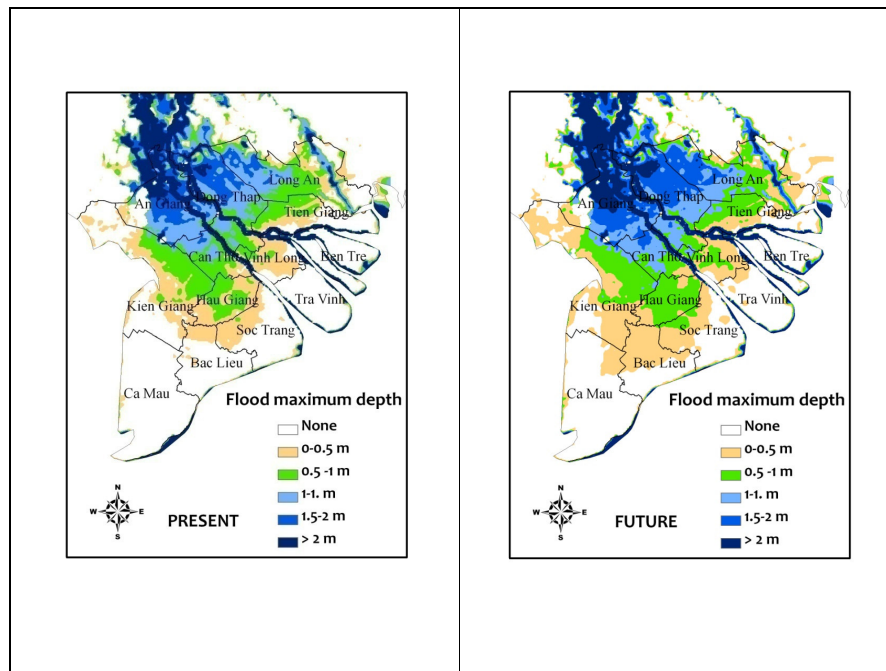 Long An
Dong Thap
An Giang
Tien Giang
Can Tho
Vinh Long
Ben Tre
Kien Giang
Hau Giang
Tra Vinh
Soc Trang
Bac Lieu
Ca Mau
Flood maximum depth
None
0-0.5 m
0.5 -1 m
1-1. m
1.5-2 m
> 2 m
N
W
E
S
PRESENT
Long An
Dong Thap
An Giang
Tien Giang
Can Tho
Vinh Long
Ben Tre
Kien Giang
Hau Giang
Tra Vinh
Soc Trang
Bac Lieu
Ca Mau
Flood maximum depth
None
0-0.5 m
0.5 -1 m
1-1. m
1.5-2 m
> 2 m
N
W
E
S
FUTURE